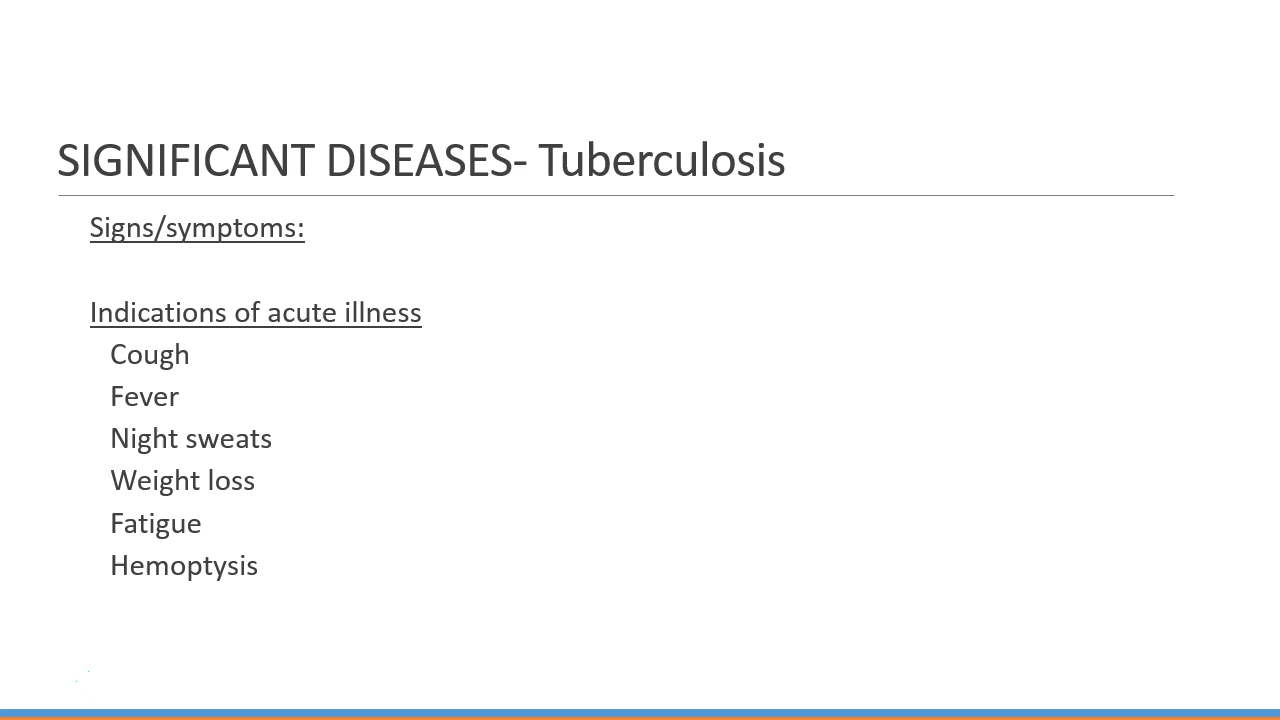 SIGNIFICANT DISEASES- Tuberculosis
Signs/symptoms:
Indications of acute illness
Cough
Fever
Night sweats
Weight loss
Fatigue
Hemoptysis